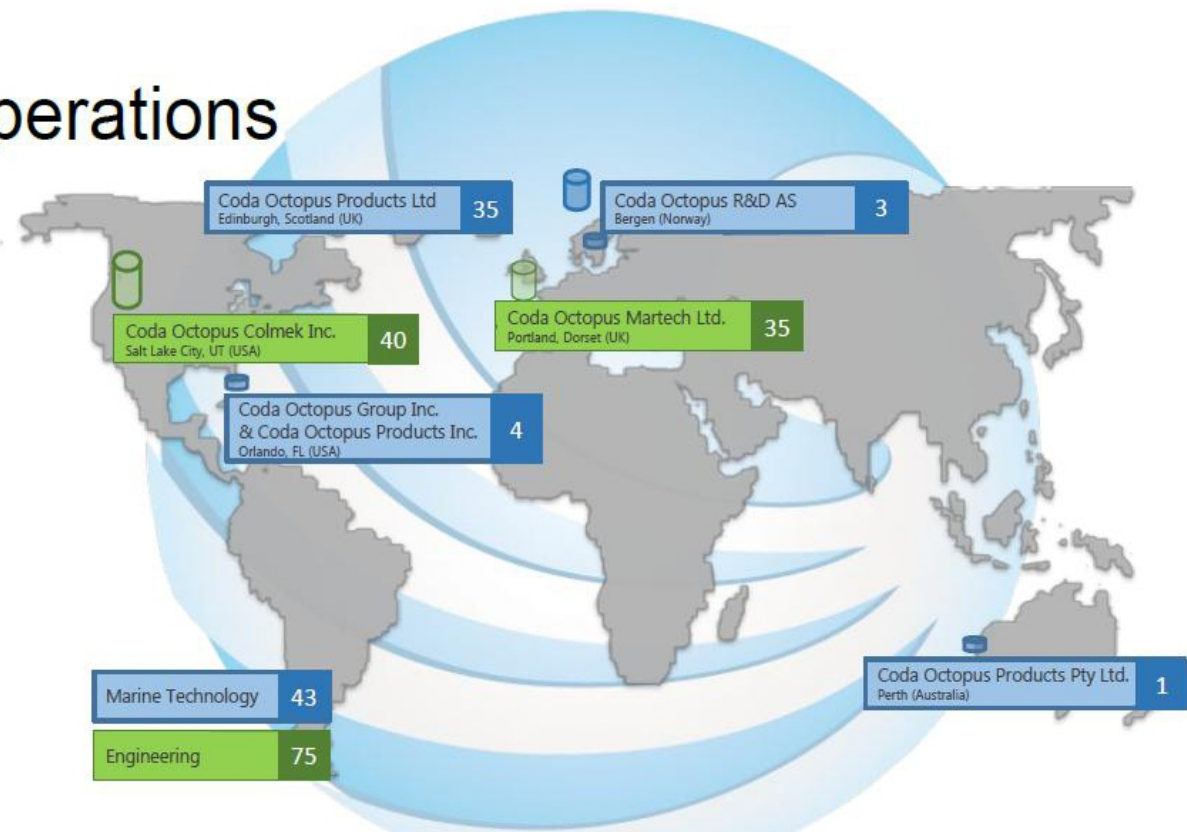 perations
Coda Octopus Products Ltd
Edinburgh, Scotland (UK)
35
Coda Octopus R&D AS
Bergen (Norway)
3
Coda Octopus Colmek Inc.
Salt Lake City, UT (USA)
40
Coda Octopus Martech Ltd.
Portland, Dorset (UK)
35
Coda Octopus Group Inc.
& Coda Octopus Products Inc.
Orlando, FL (USA)
4
Coda Octopus Products Pty Ltd.
Perth (Australia)
1
Marine Technology
43
Engineering
75